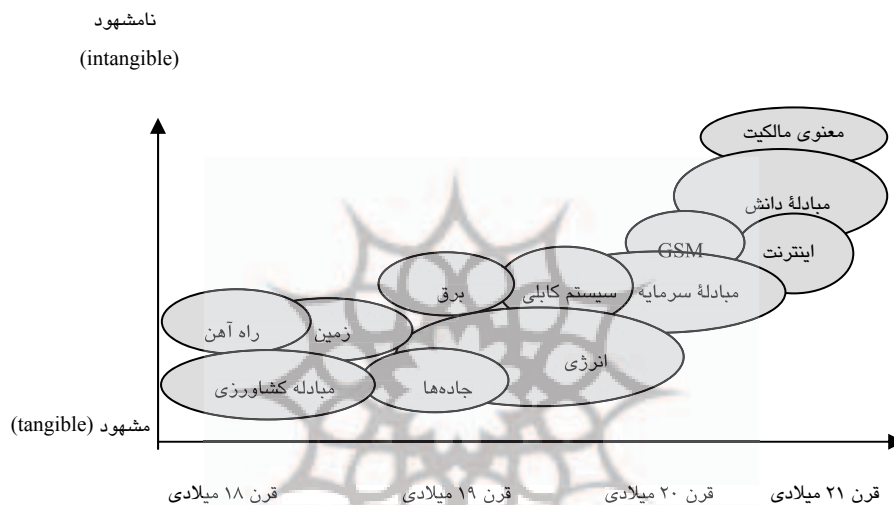 نامشهود
(intangible)
معنوی مالکیت
مبادلهٔ دانش
GSM
اینترنت
برق
سیستم کابلی
مبادلهٔ سرمایه
راه آهن
زمین
انرژی
مبادله کشاورزی
جاده‌ها
مشهود (tangible)
قرن ۱۸ میلادی
قرن ۱۹ میلادی
قرن ۲۰ میلادی
قرن ۲۱ میلادی